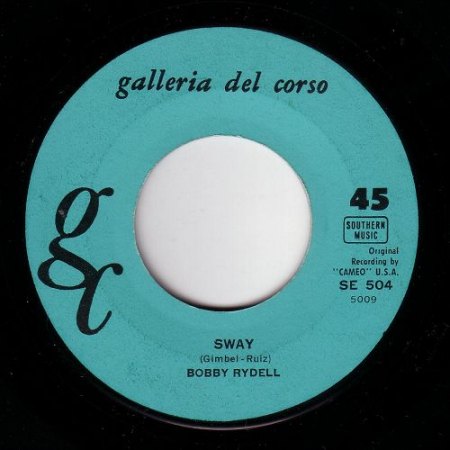 galleria del corso
gc
45
SOUTHERN
MUSIC
Original
Recording by
"CAMEO" U.S.A.
SE 504
5009
SWAY
(Gimbel-Ruiz)
BOBBY RYDELL